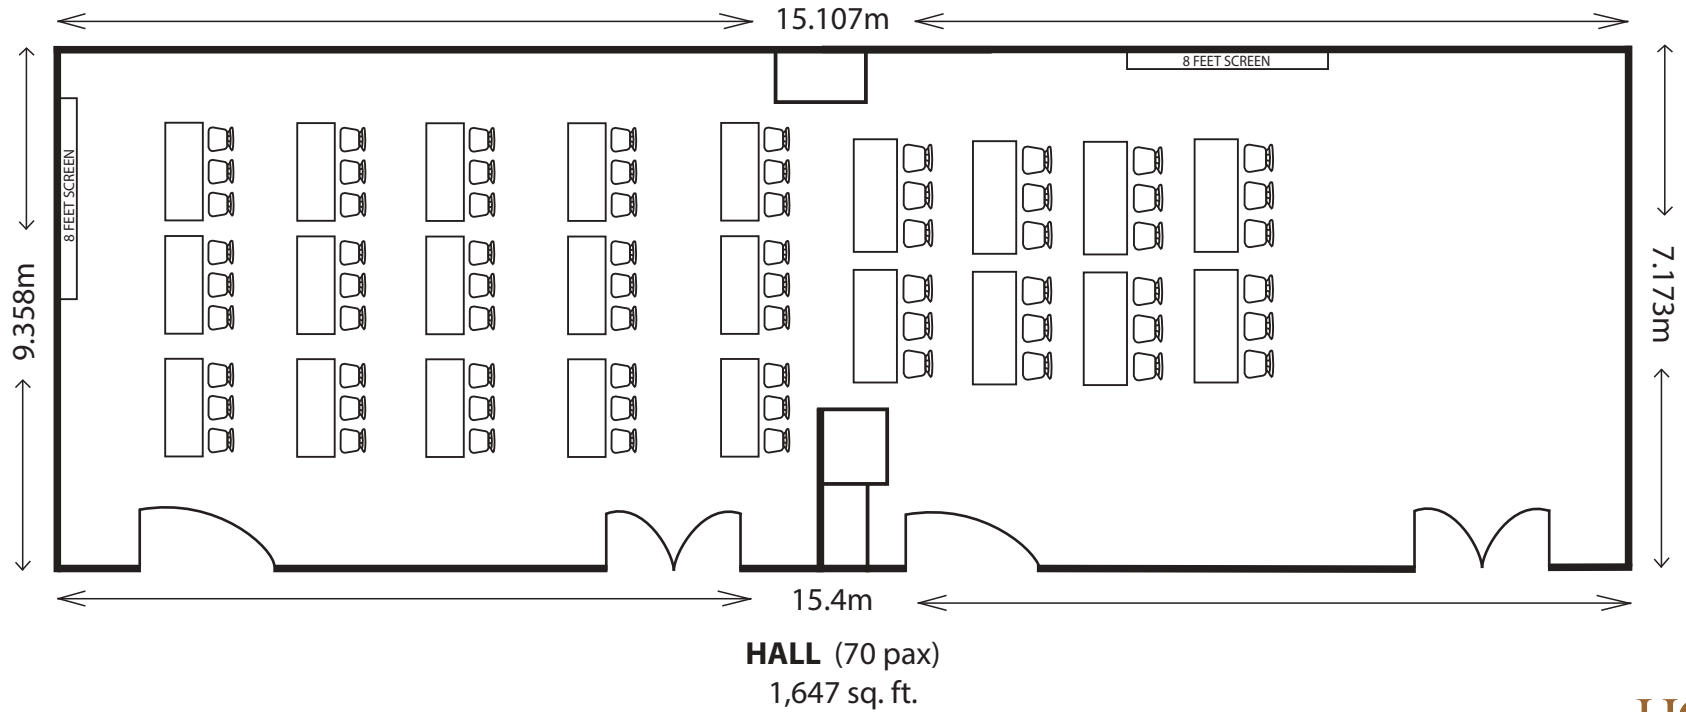 15.107m
8 FEET SCREEN
8 FEET SCREEN
9.358m
7.173m
15.4m
HALL (70 pax)
1,647 sq. ft.